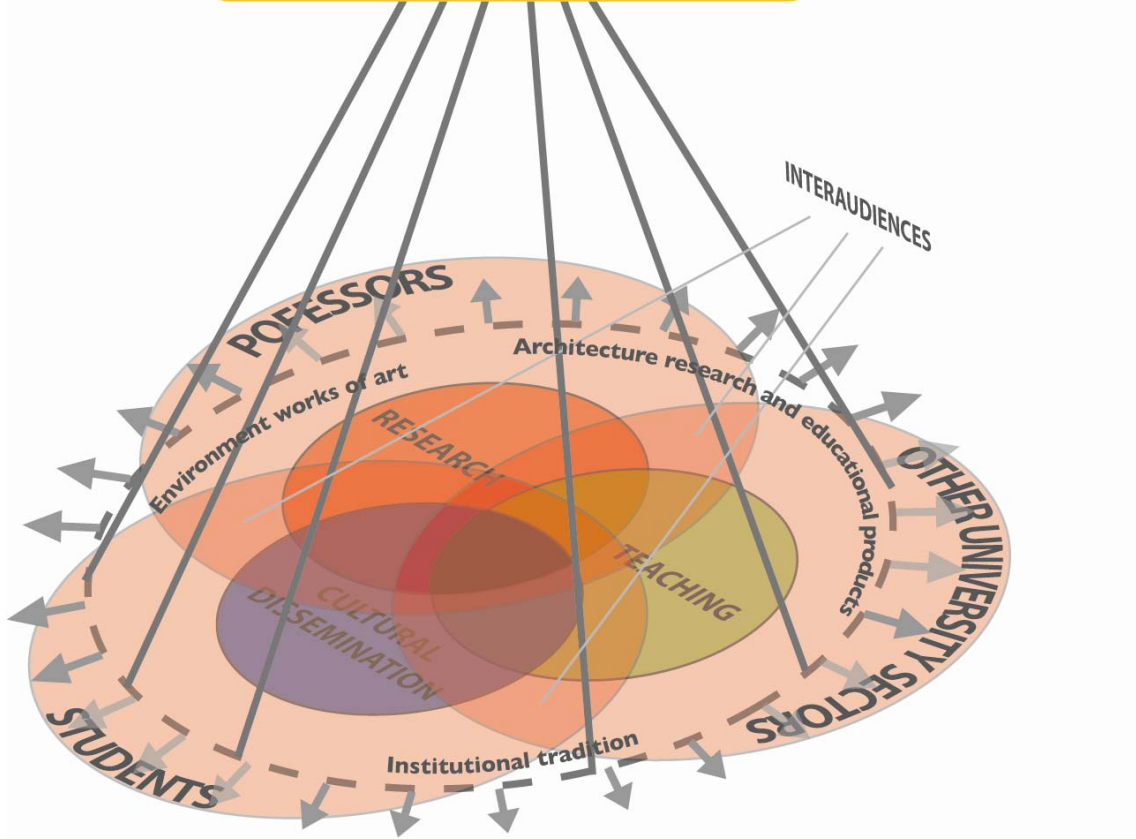 INTERAUDIENCES
POFESSORS
Architecture research and educational products
Environment works of art
RESEARCH
OTHER UNIVERSITY SECTORS
TEACHING
CULTURAL
DISSEMINATION
Institutional tradition
STUDENTS